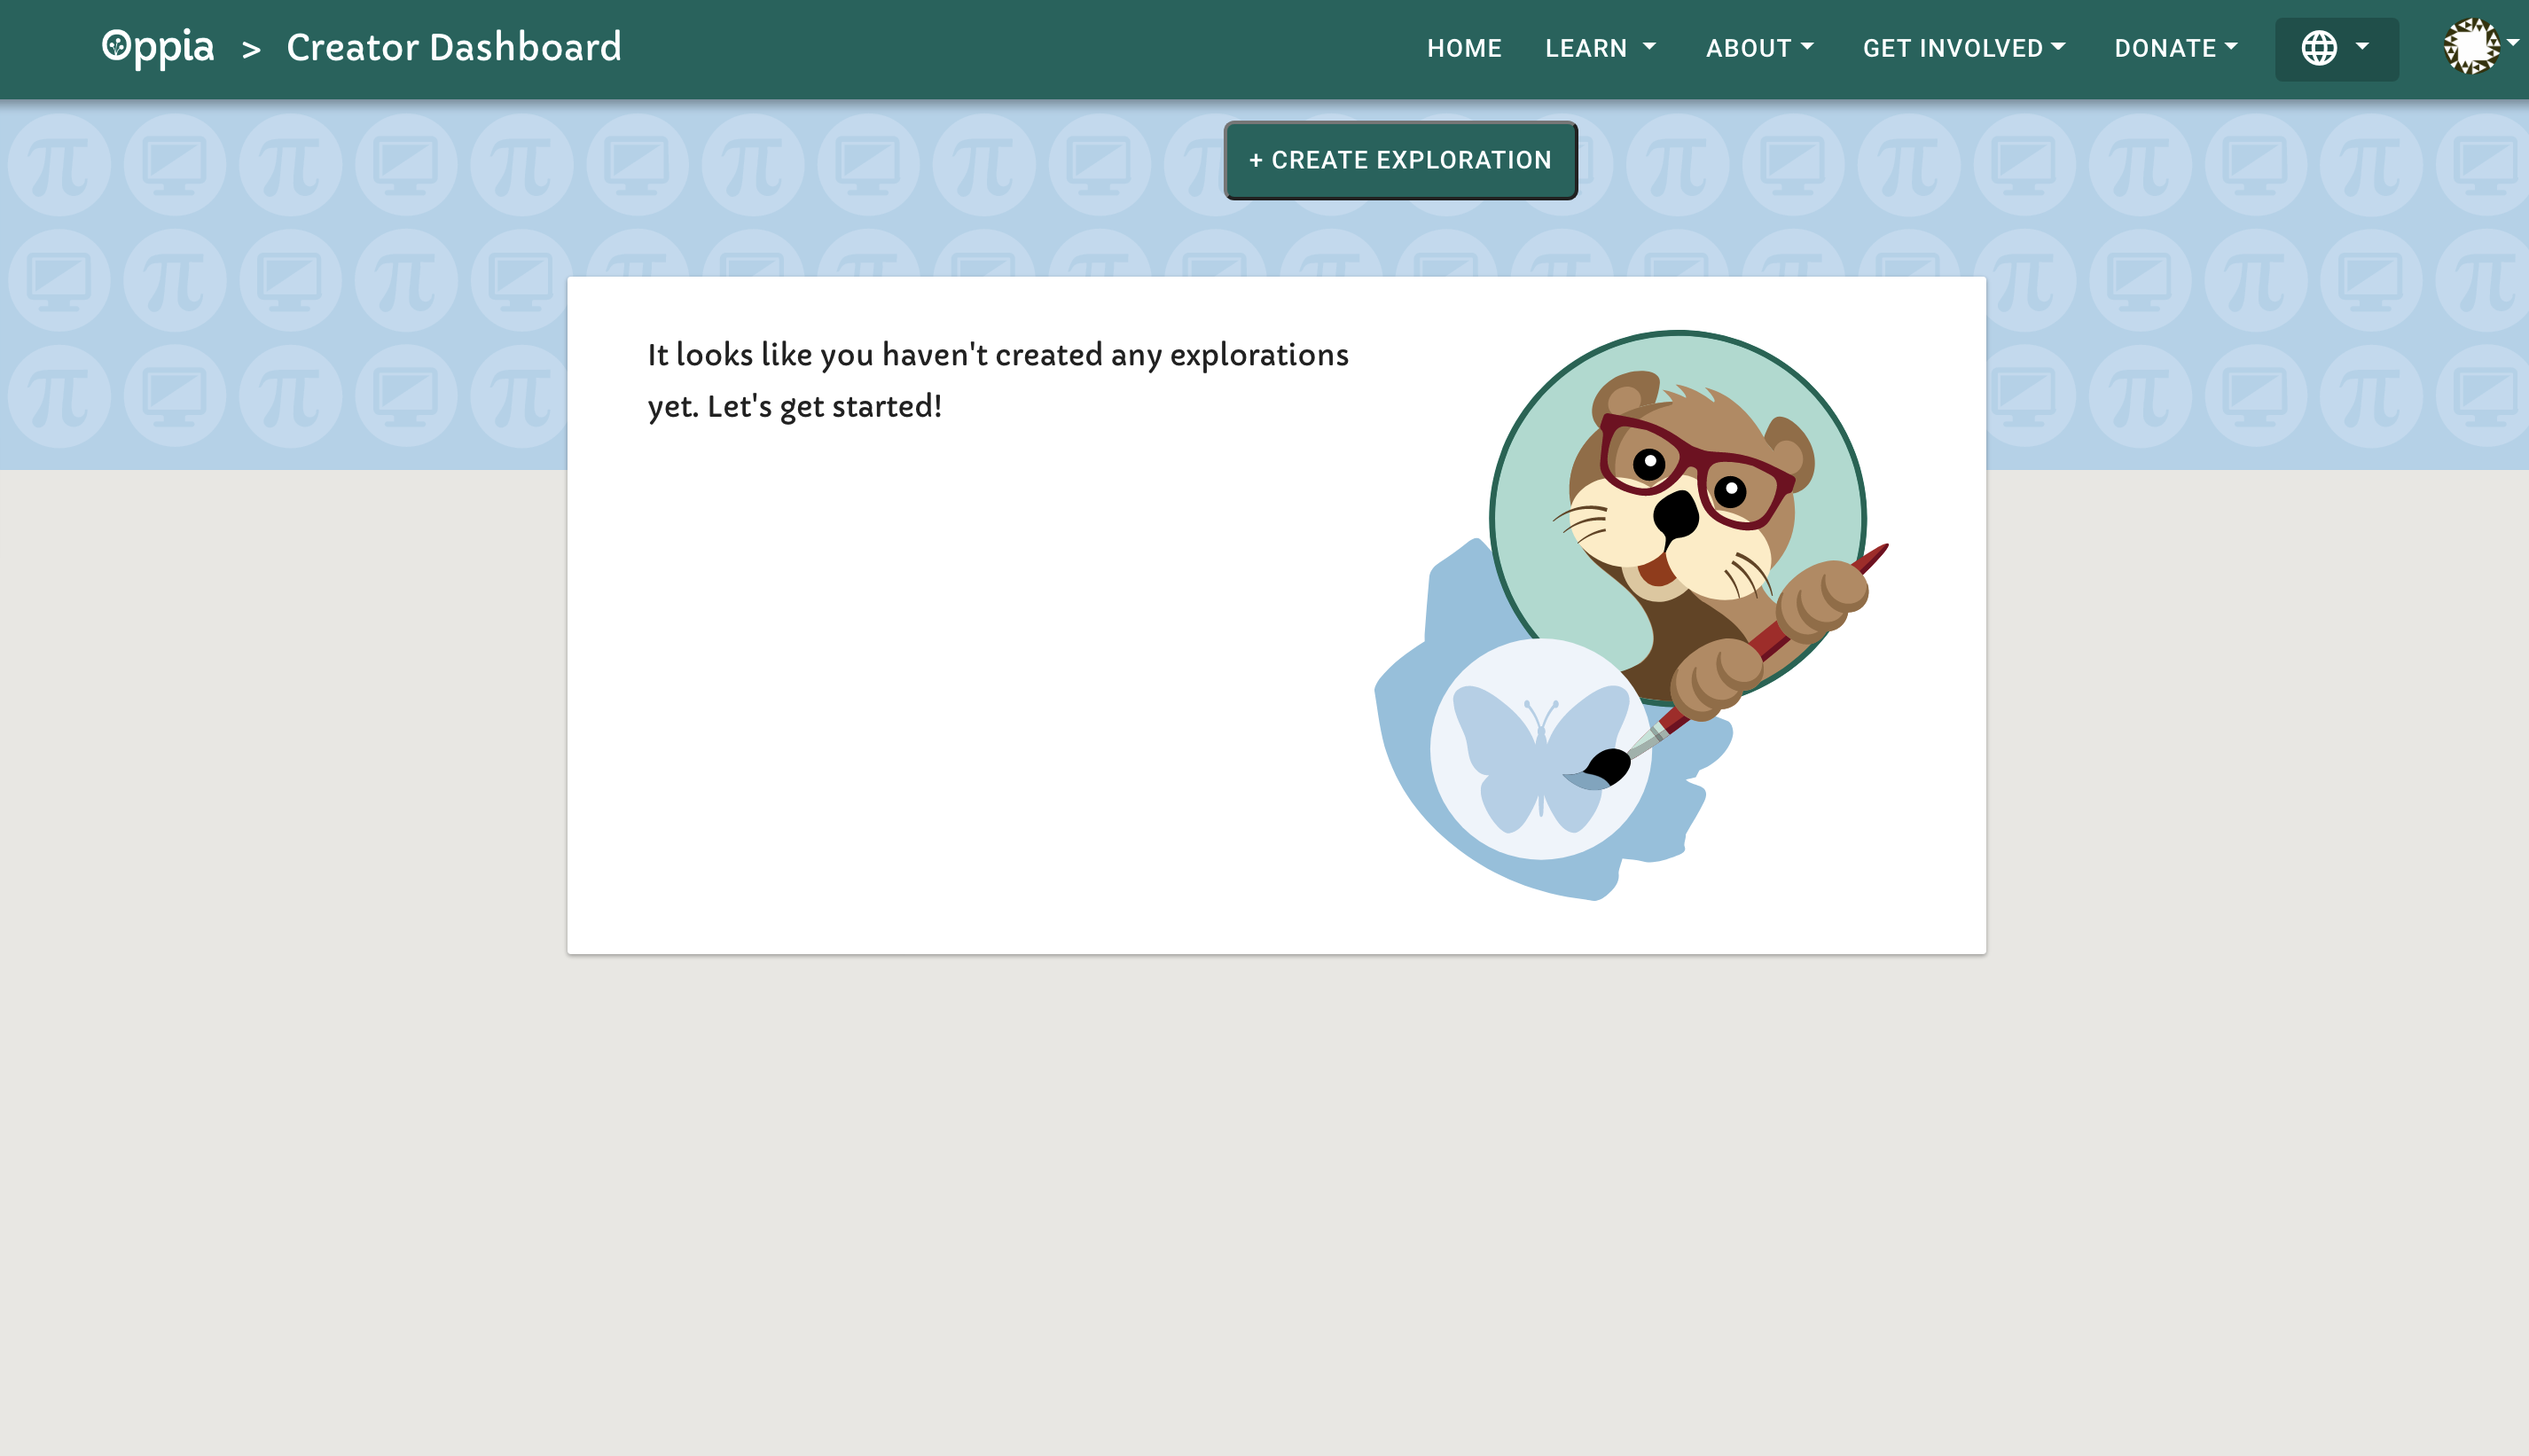 Oppia > Creator Dashboard HOME LEARN ABOUT GET INVOLVED DONATE
+ CREATE EXPLORATION
It looks like you haven't created any explorations
yet. Let's get started!